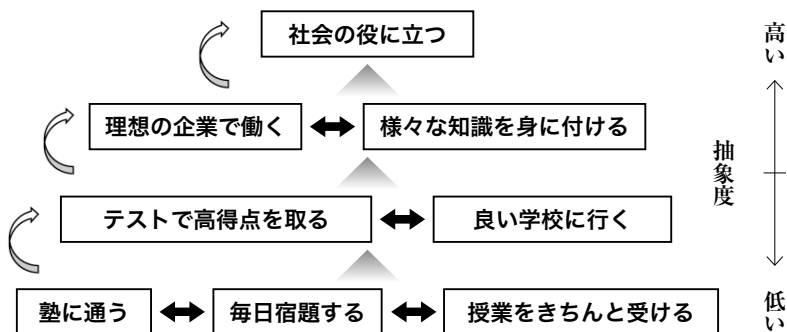 社会の役に立つ
理想の企業で働く
様々な知識を身に付ける
テストで高得点を取る
良い学校に行く
塾に通う
毎日宿題する
授業をきちんと受ける
高い
抽象度
低い